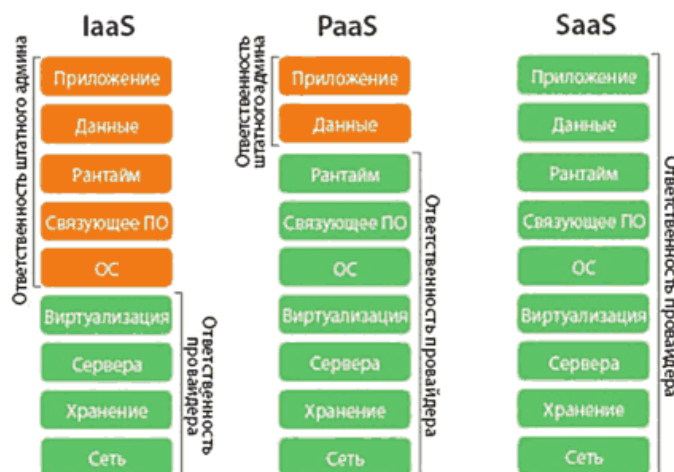 IaaS
Ответственность штатного админа
Приложение
Данные
Рантайм
Связующее ПО
ОС
Виртуализация
Сервера
Хранение
Сеть
Ответственность
провайдера
PaaS
Ответственность
штатного админа
Приложение
Данные
Рантайм
Связующее ПО
ОС
Виртуализация
Сервера
Хранение
Сеть
Ответственность провайдера
SaaS
Приложение
Данные
Рантайм
Связующее ПО
ОС
Виртуализация
Сервера
Хранение
Сеть
Ответственность провайдера